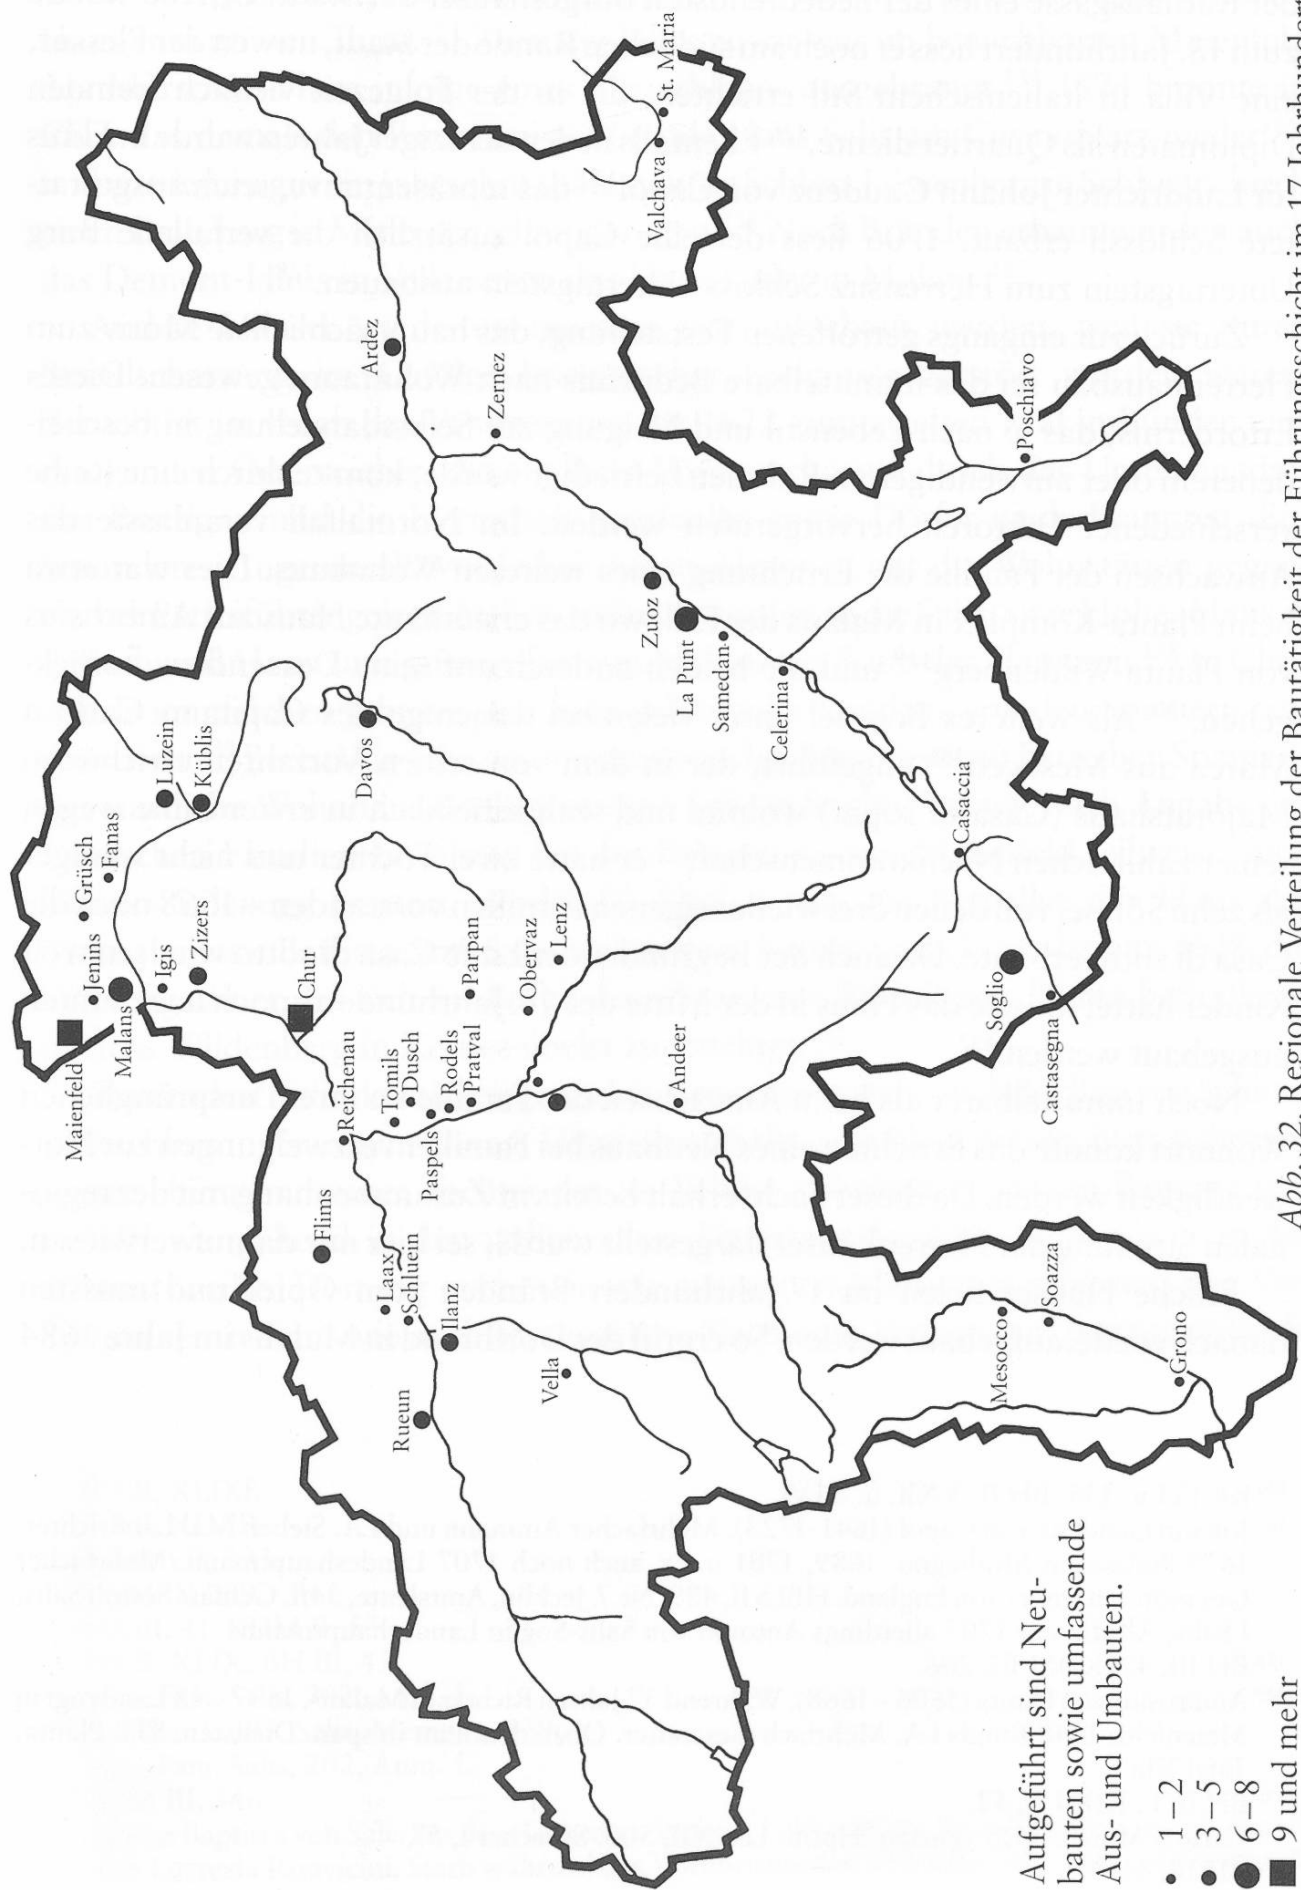 Maienfeld
Jenins
Malans
Grüsch
Fanas
Igis
Zizers
Luzein
Küblis
Chur
Reichenau
Flims
Tomils
Dusch
Rodels
Pratval
Paspels
Parpan
Obervaz
Lenz
Davos
Laax
Schluein
Ilanz
Rueun
Vella
Andeer
Ardez
Zernez
Zuoz
La Punt
Samedan
Celerina
Valchava
St. Maria
Poschiavo
Casaccia
Soglio
Castasegna
Mesocco
Soazza
Grono
Aufgeführt sind Neu-
bauten sowie umfassende
Aus- und Umbauten.
1–2
3–5
6–8
9 und mehr
Abb. 32. Regionale Verteilung der Bautätigkeit der Führungsschicht im 17. Jahrhundert